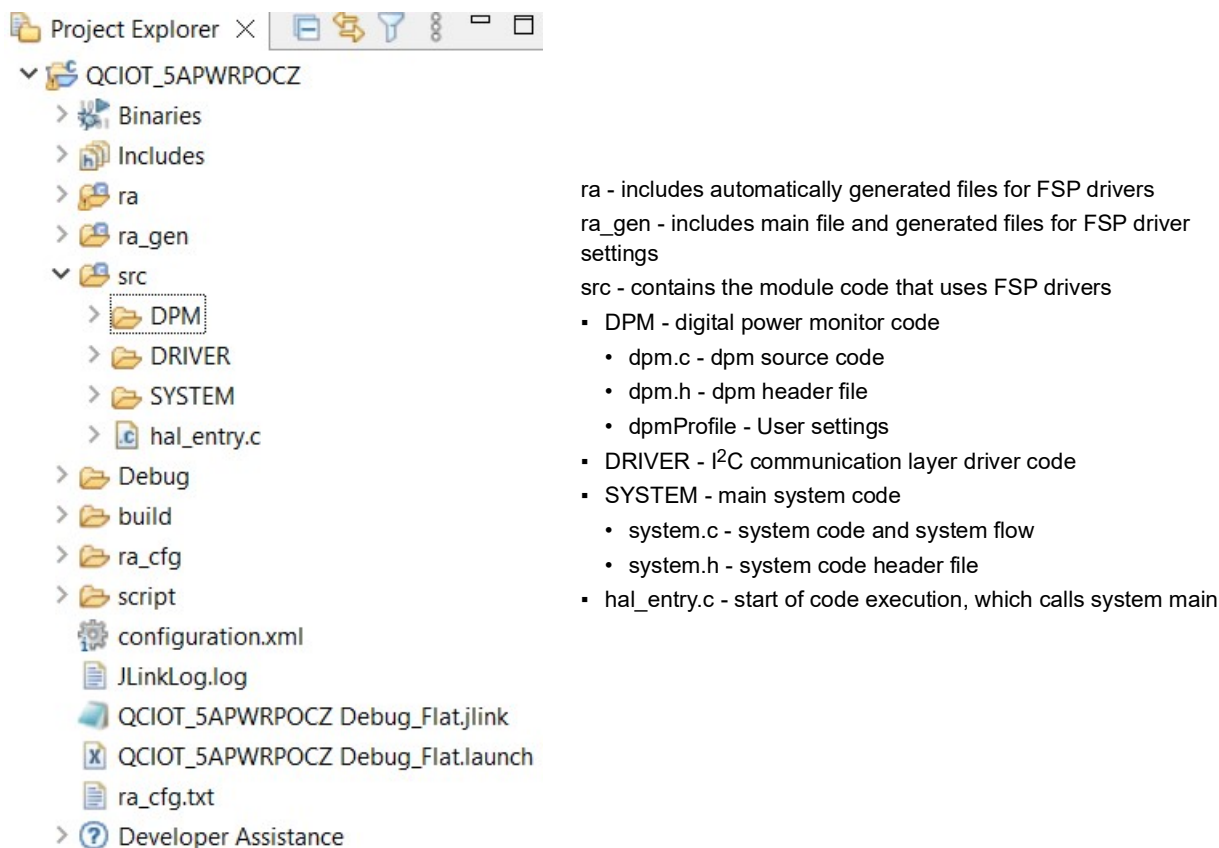 Project Explorer
QCIOT_5APWRPOCZ
Binaries
Includes
ra
ra_gen
src
DPM
DRIVER
SYSTEM
hal_entry.c
Debug
build
ra_cfg
script
configuration.xml
JLinkLog.log
QCIOT_5APWRPOCZ Debug_Flat.jlink
QCIOT_5APWRPOCZ Debug_Flat.launch
ra_cfg.txt
Developer Assistance
ra - includes automatically generated files for FSP drivers
ra_gen - includes main file and generated files for FSP driver
settings
src - contains the module code that uses FSP drivers
▪ DPM - digital power monitor code
• dpm.c - dpm source code
• dpm.h - dpm header file
• dpmProfile - User settings
▪ DRIVER - I²C communication layer driver code
▪ SYSTEM - main system code
• system.c - system code and system flow
• system.h - system code header file
▪ hal_entry.c - start of code execution, which calls system main